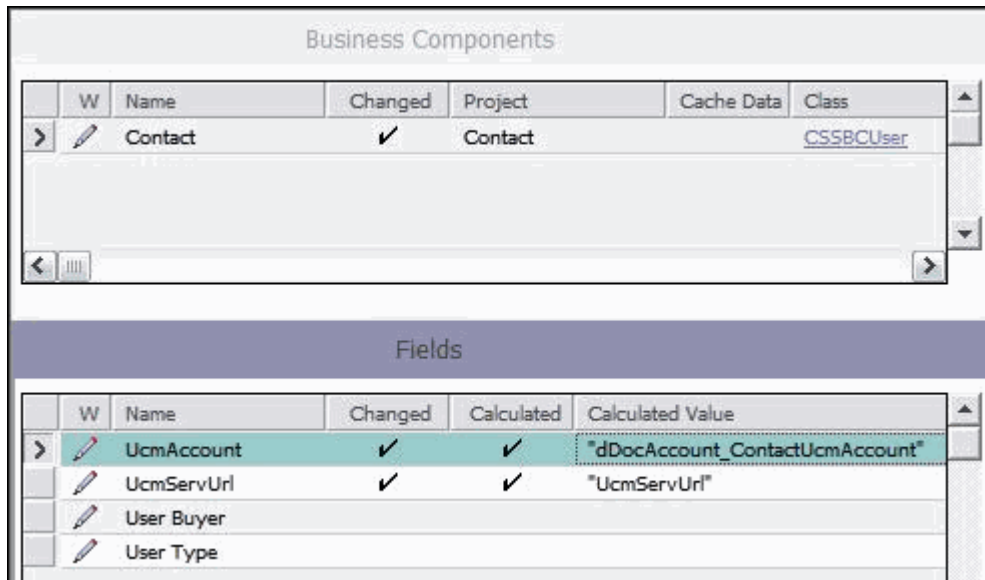 Business Components
W Name Changed Project Cache Data Class
Contact ✔ Contact CSSBCUser
Fields
W Name Changed Calculated Calculated Value
UcmAccount ✔ ✔ "dDocAccount_ContactUcmAccount"
UcmServUrl ✔ ✔ "UcmServUrl"
User Buyer
User Type